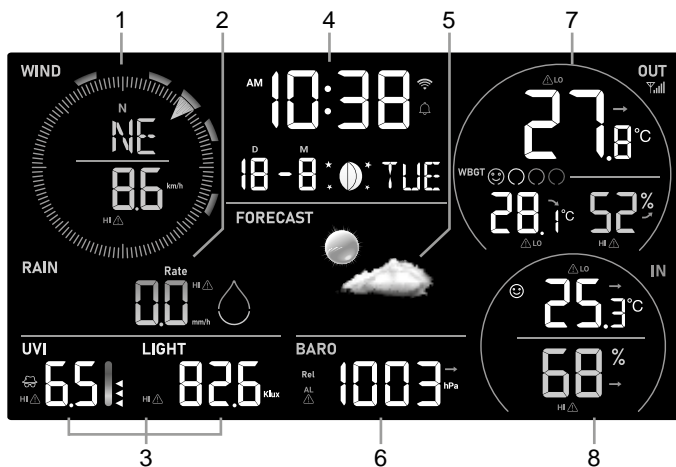 1 2 4 5 7
WIND
N
NE
8.6 km/h
HI
AM 10:38
D M
18-8 TUE
LO
OUT
27.8°C
WBGT
28.1°C 52%
LO HI
FORECAST
RAIN
Rate
HI
0.0 mm/h
LO
IN
25.3°C
68%
HI
UVI LIGHT
HI 6.5 HI 82.6 Klux
BARO
Rel
AL
1003 hPa
3 6 8